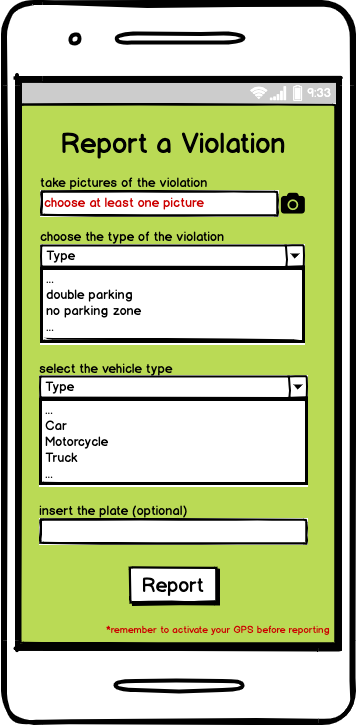 9:33
Report a Violation
take pictures of the violation
choose at least one picture
choose the type of the violation
Type
...
double parking
no parking zone
...
select the vehicle type
Type
...
Car
Motorcycle
Truck
...
insert the plate (optional)
Report
*remember to activate your GPS before reporting